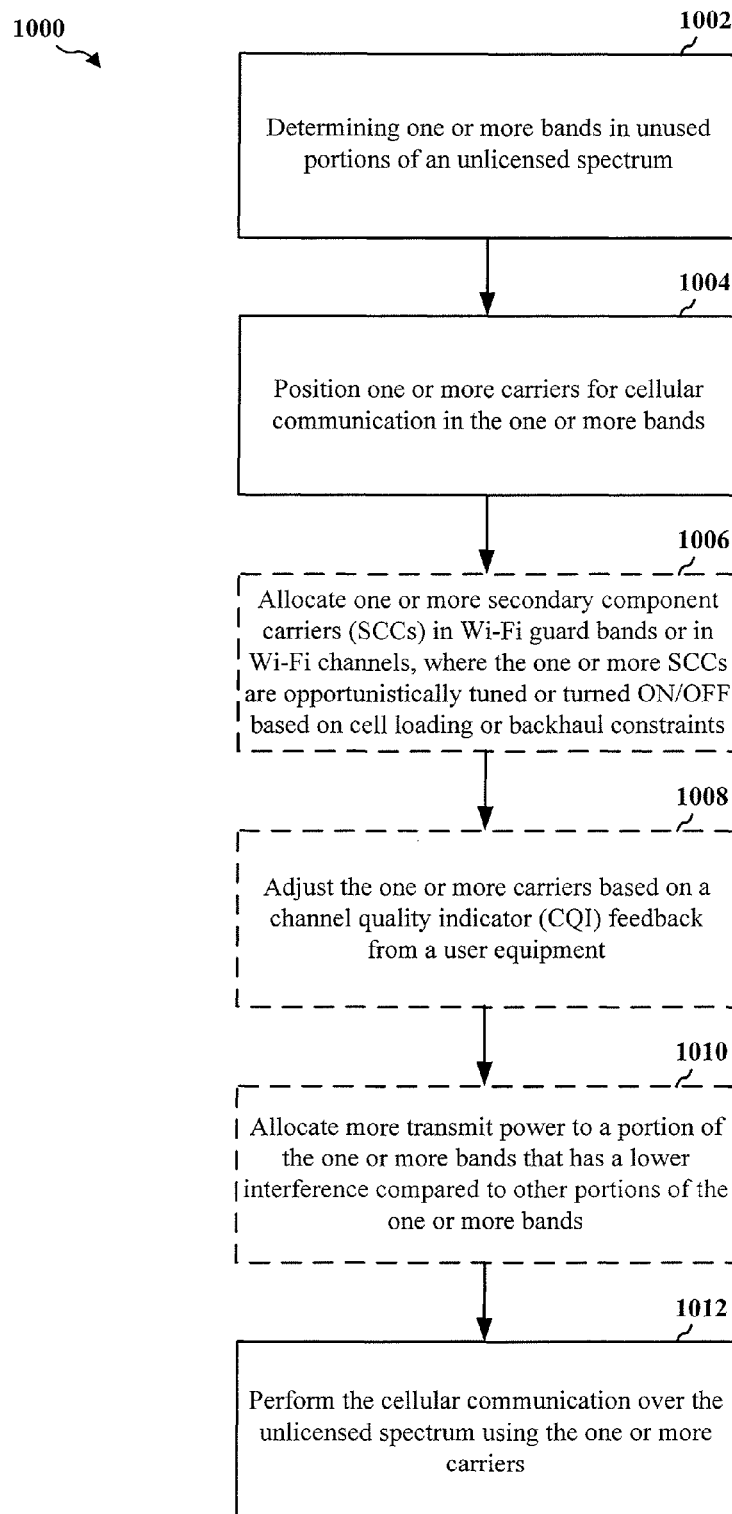 1000
1002
Determining one or more bands in unused
portions of an unlicensed spectrum
1004
Position one or more carriers for cellular
communication in the one or more bands
1006
Allocate one or more secondary component
carriers (SCCs) in Wi-Fi guard bands or in
Wi-Fi channels, where the one or more SCCs
are opportunistically tuned or turned ON/OFF
based on cell loading or backhaul constraints
1008
Adjust the one or more carriers based on a
channel quality indicator (CQI) feedback
from a user equipment
1010
Allocate more transmit power to a portion of
the one or more bands that has a lower
interference compared to other portions of the
one or more bands
1012
Perform the cellular communication over the
unlicensed spectrum using the one or more
carriers